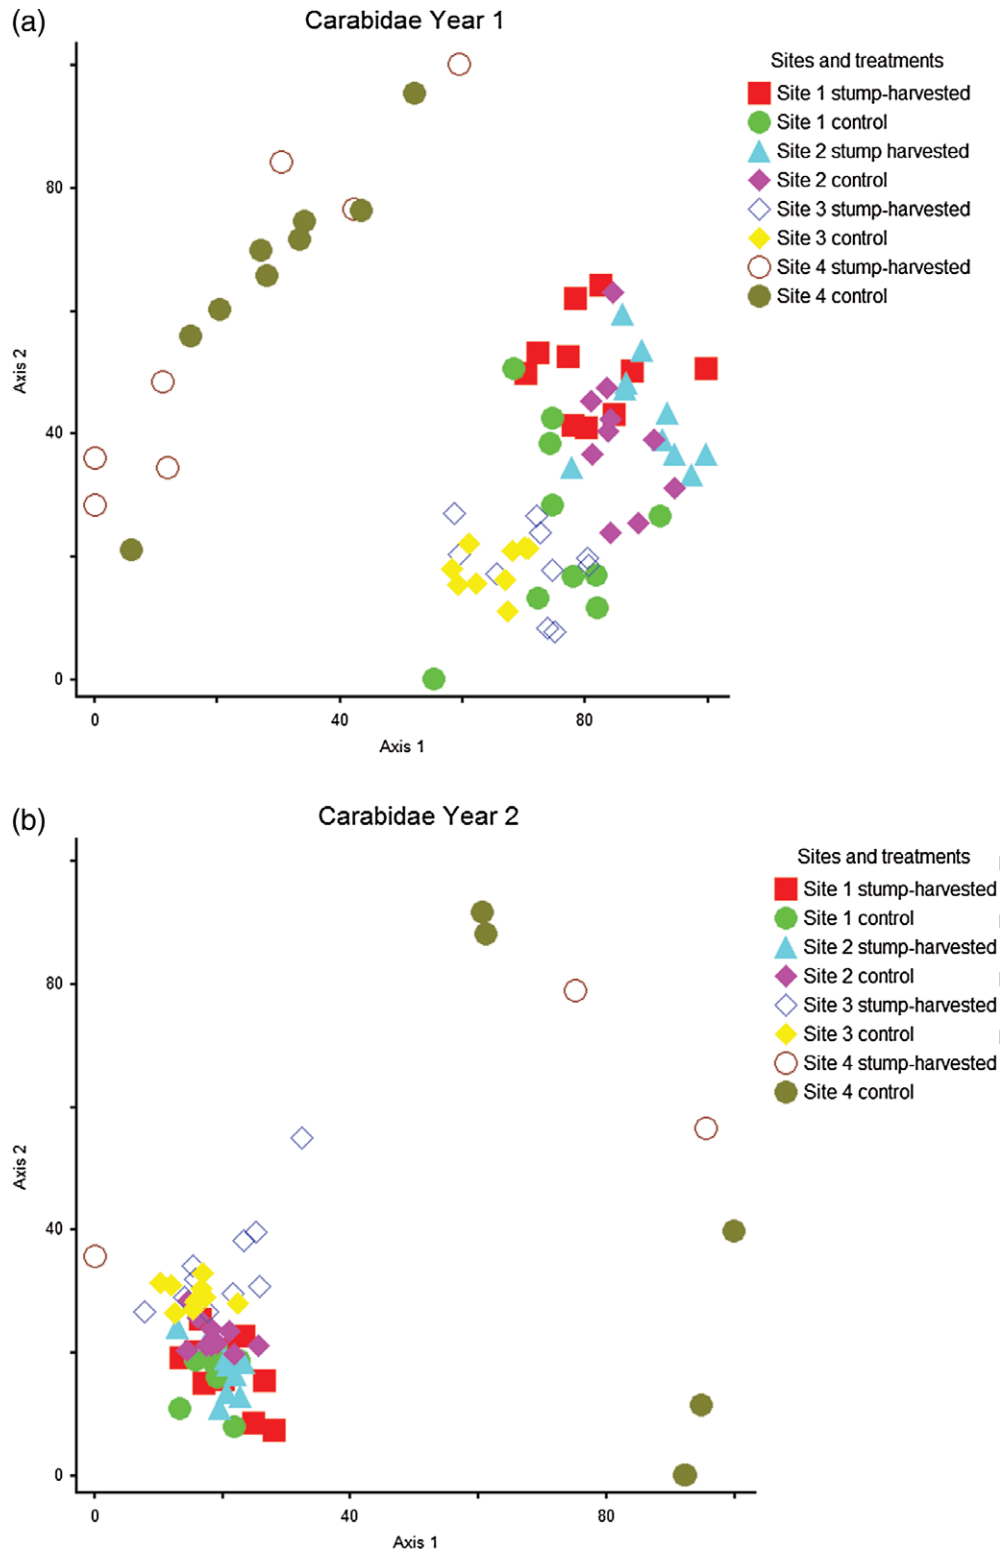 (a)
Carabidae Year 1
Sites and treatments
Site 1 stump-harvested
Site 1 control
Site 2 stump harvested
Site 2 control
Site 3 stump-harvested
Site 3 control
Site 4 stump-harvested
Site 4 control
80
40
0
Axis 2
0 40 80
Axis 1
(b)
Carabidae Year 2
Sites and treatments
Site 1 stump-harvested
Site 1 control
Site 2 stump-harvested
Site 2 control
Site 3 stump-harvested
Site 3 control
Site 4 stump-harvested
Site 4 control
80
40
0
Axis 2
0 40 80
Axis 1